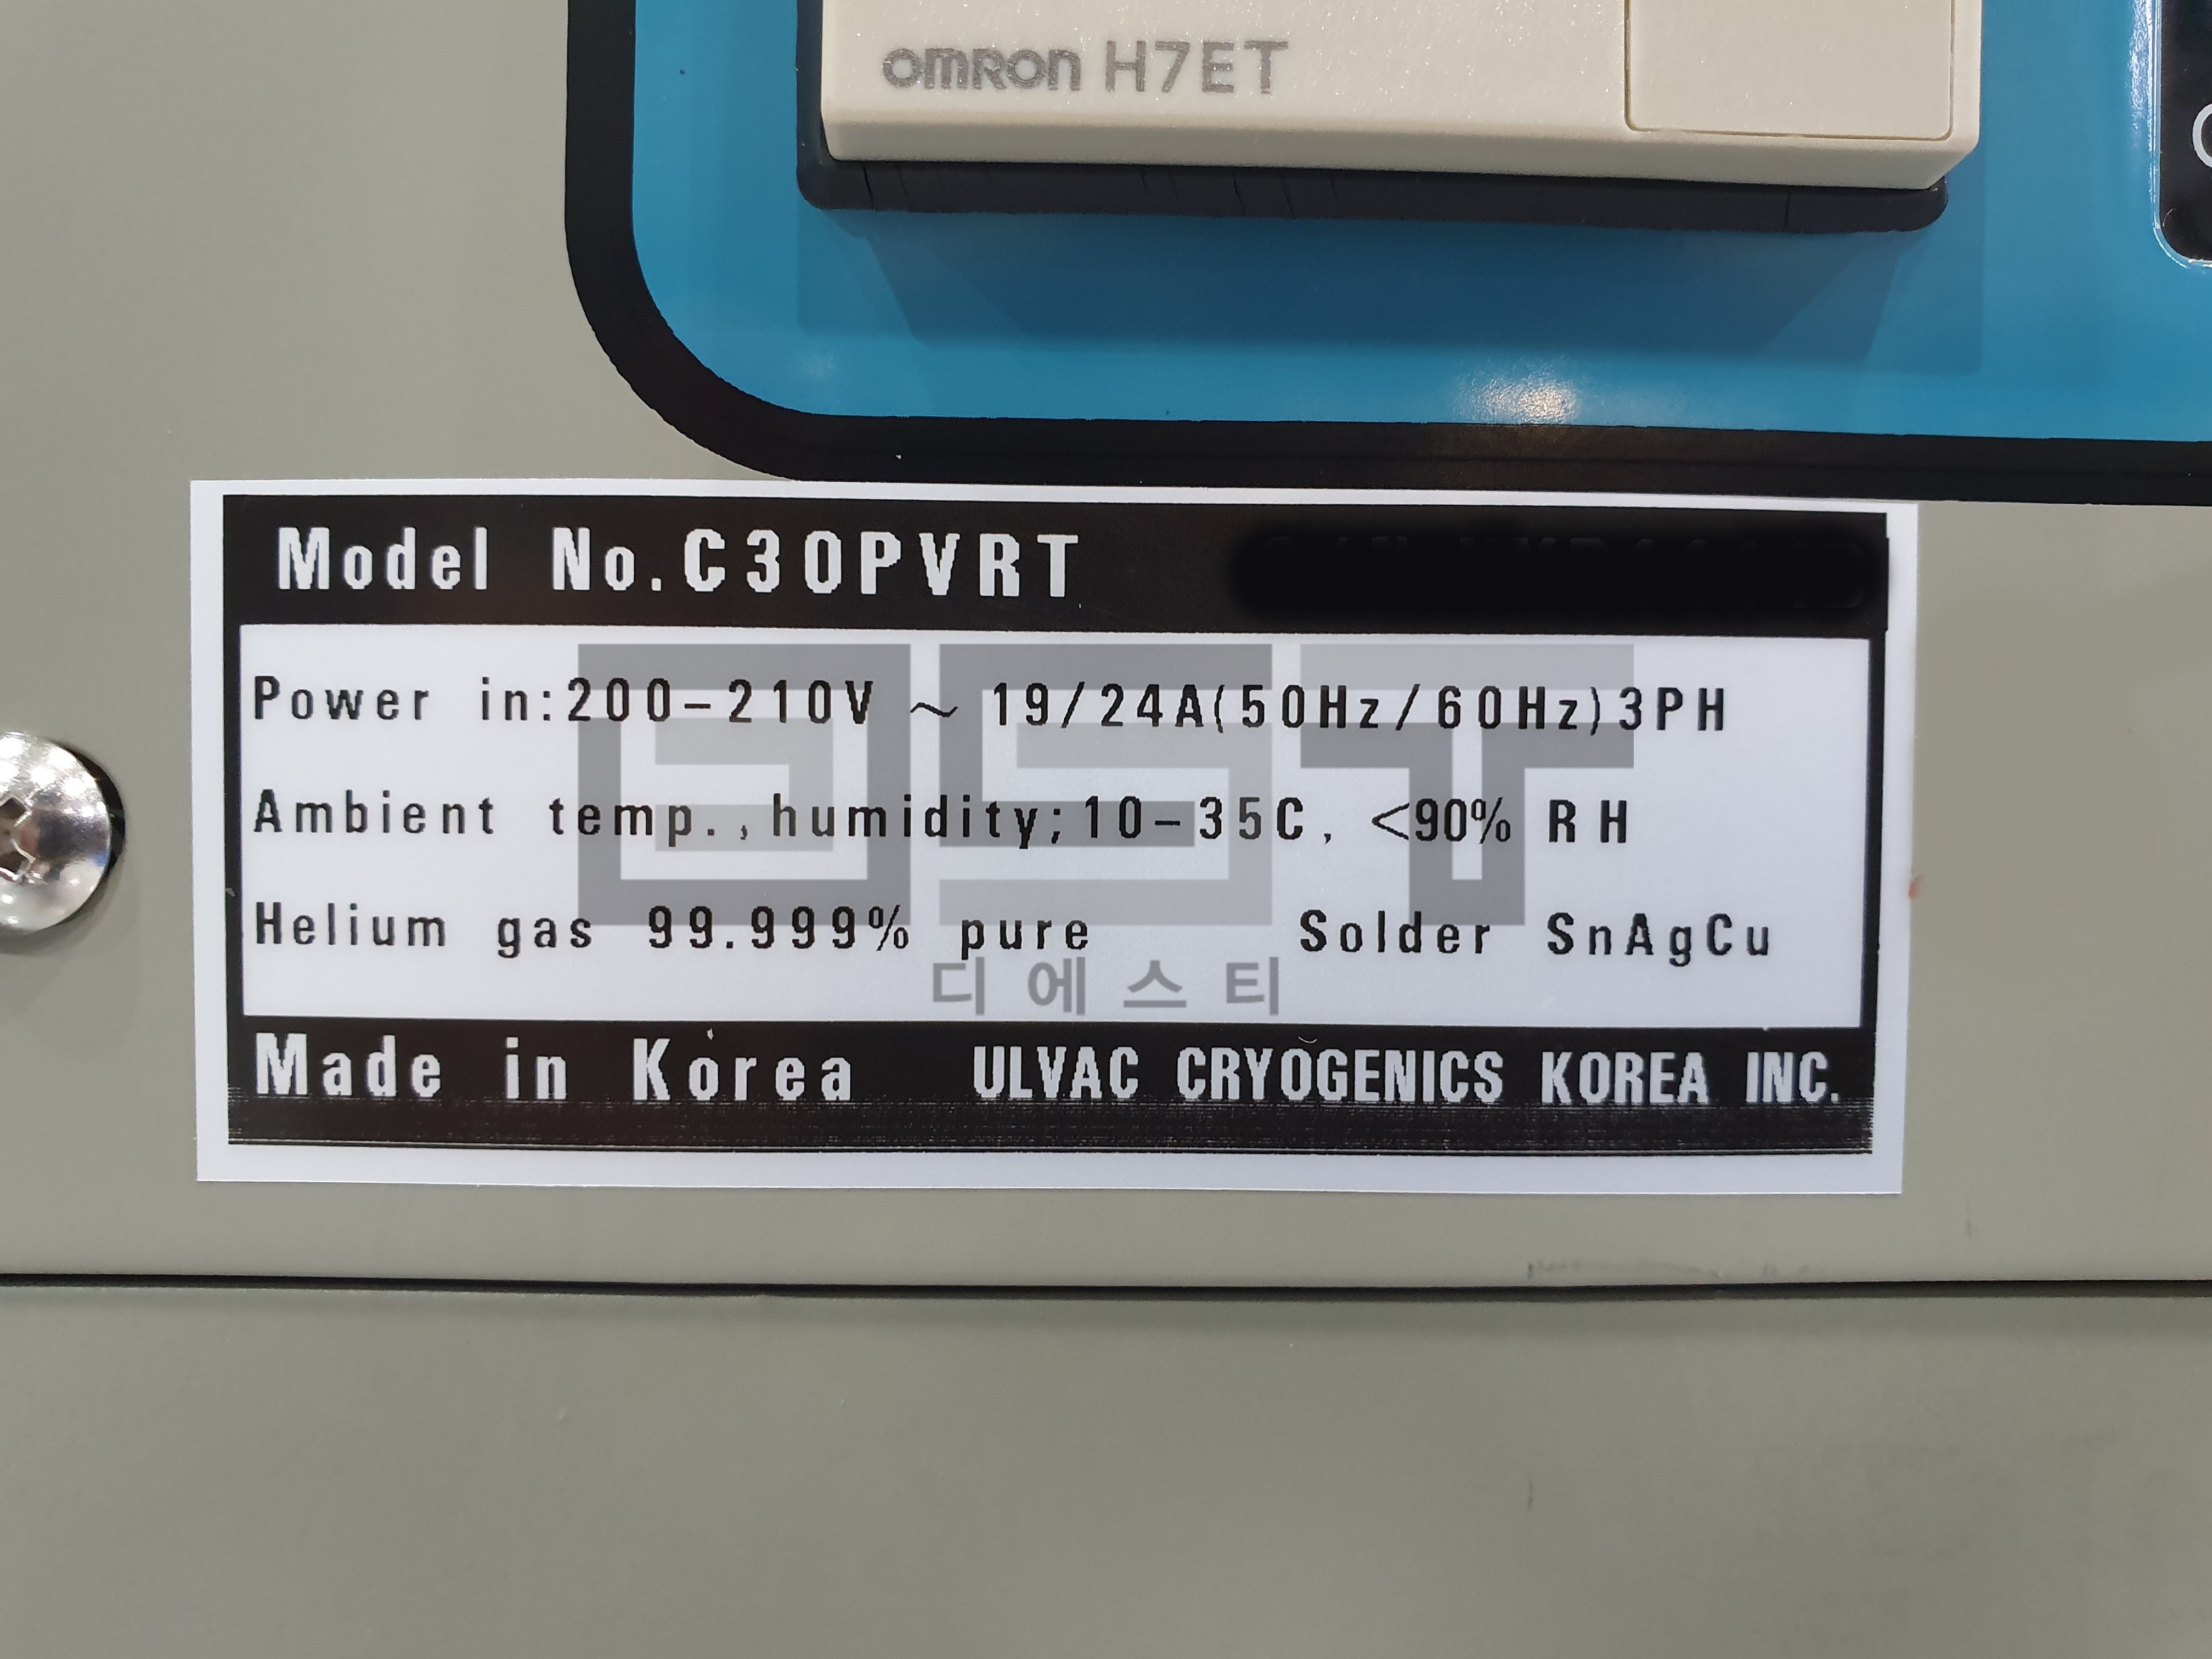 OMRON H7ET
Model No.C30PVRT
Power in:200-210V ~ 19/24A(50Hz/60Hz)3PH
Ambient temp.,humidity;10-35C, <90% RH
Helium gas 99.999% pure Solder SnAgCu
DST
디에스티
Made in Korea ULVAC CRYOGENICS KOREA INC.